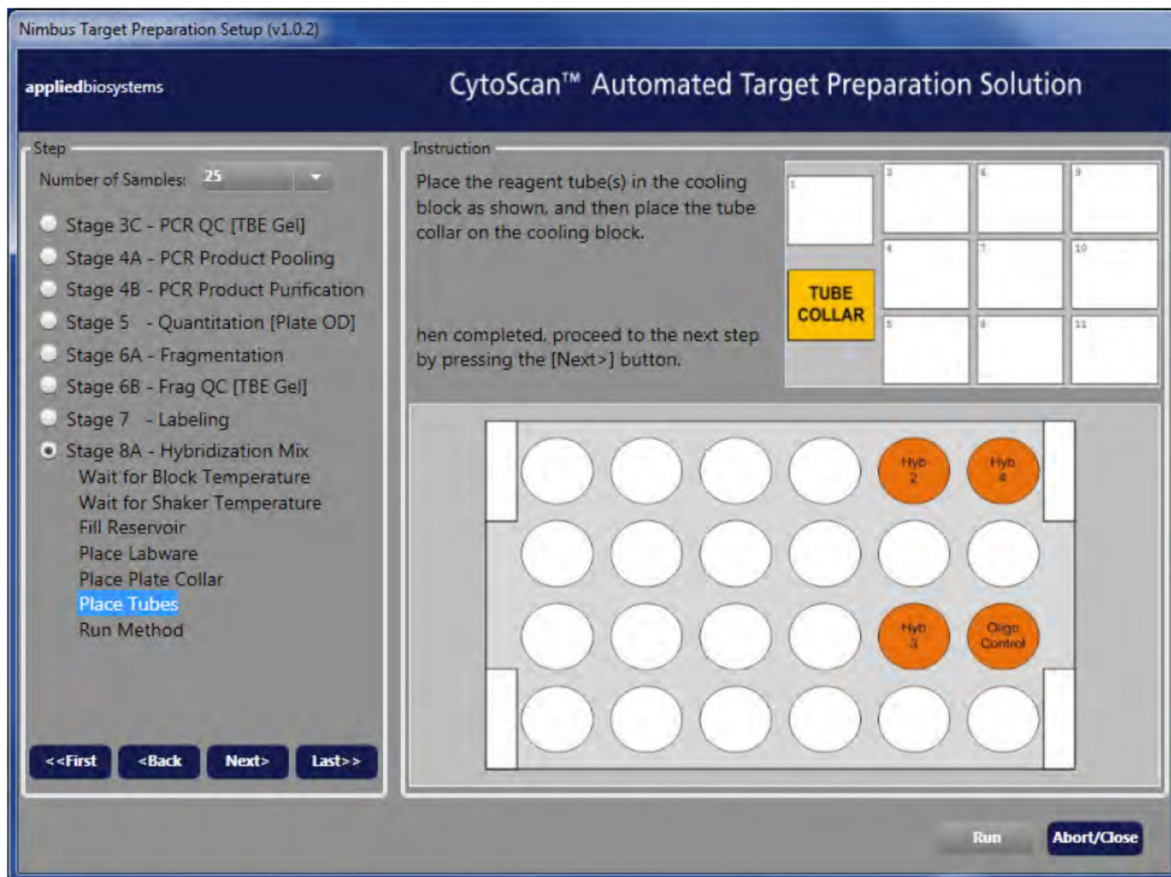 Nimbus Target Preparation Setup (v1.0.2)
appliedbiosystems
CytoScan™ Automated Target Preparation Solution
Step
Number of Samples: 25
Stage 3C - PCR QC [TBE Gel]
Stage 4A - PCR Product Pooling
Stage 4B - PCR Product Purification
Stage 5 - Quantitation [Plate OD]
Stage 6A - Fragmentation
Stage 6B - Frag QC [TBE Gel]
Stage 7 - Labeling
Stage 8A - Hybridization Mix
Wait for Block Temperature
Wait for Shaker Temperature
Fill Reservoir
Place Labware
Place Plate Collar
Place Tubes
Run Method
<<First
<Back
Next>
Last>>
Instruction
Place the reagent tube(s) in the cooling
block as shown, and then place the tube
collar on the cooling block.
hen completed, proceed to the next step
by pressing the [Next>] button.
1
3
9
TUBE
COLLAR
4
7
10
5
11
Hyb
2
Hyb
4
Hyb
3
Oligo
Control
Run
Abort/Close